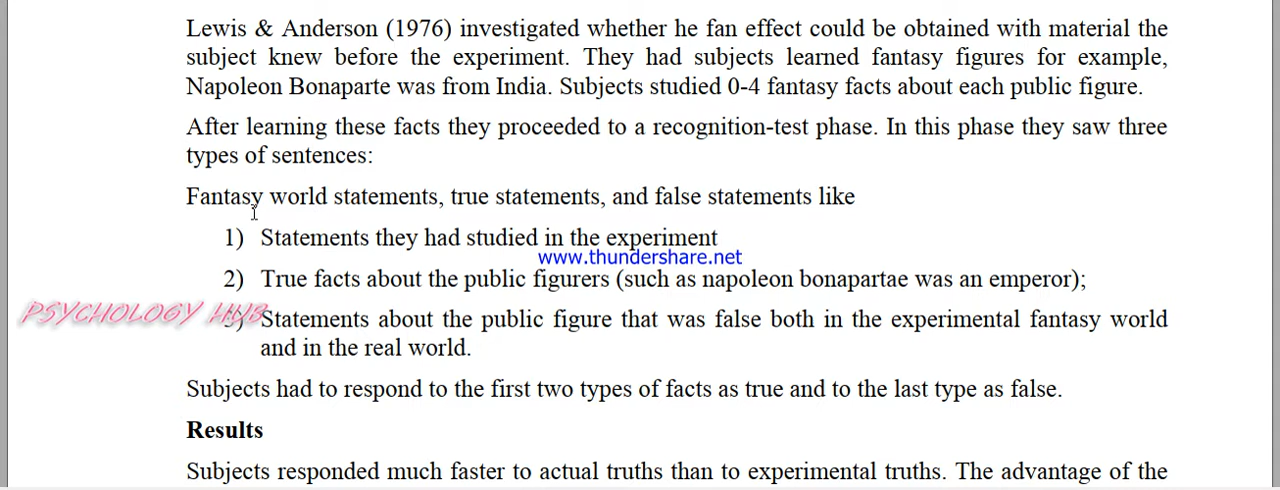 Lewis & Anderson (1976) investigated whether he fan effect could be obtained with material the
subject knew before the experiment. They had subjects learned fantasy figures for example,
Napoleon Bonaparte was from India. Subjects studied 0-4 fantasy facts about each public figure.
After learning these facts they proceeded to a recognition-test phase. In this phase they saw three
types of sentences:
Fantasy world statements, true statements, and false statements like
1) Statements they had studied in the experiment
www.thundershare.net
2) True facts about the public figurers (such as napoleon bonapartae was an emperor);
PSYCHOLOGY HUB
3) Statements about the public figure that was false both in the experimental fantasy world
and in the real world.
Subjects had to respond to the first two types of facts as true and to the last type as false.
Results
Subjects responded much faster to actual truths than to experimental truths. The advantage of the